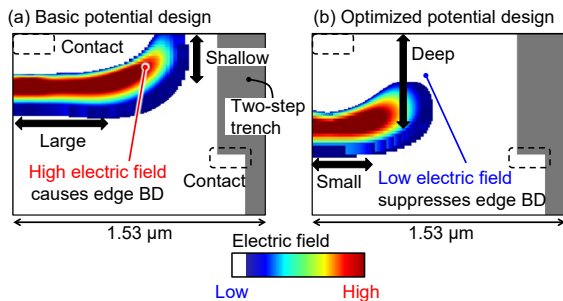 (a) Basic potential design
Contact
Shallow
Two-step
trench
Large
High electric field
causes edge BD
Contact
1.53 μm
(b) Optimized potential design
Deep
Small
Low electric field
suppresses edge BD
1.53 μm
Electric field
Low
High